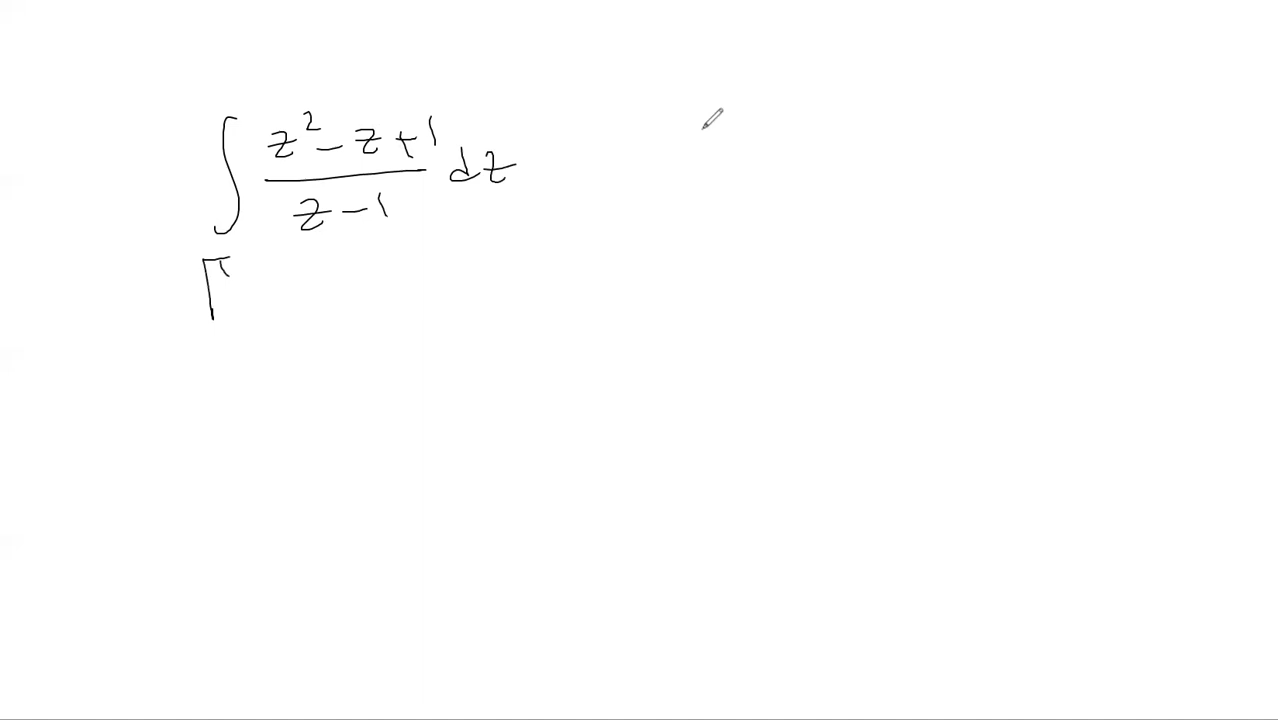 ∫_Γ (z² - z + 1)/(z - 1) dz